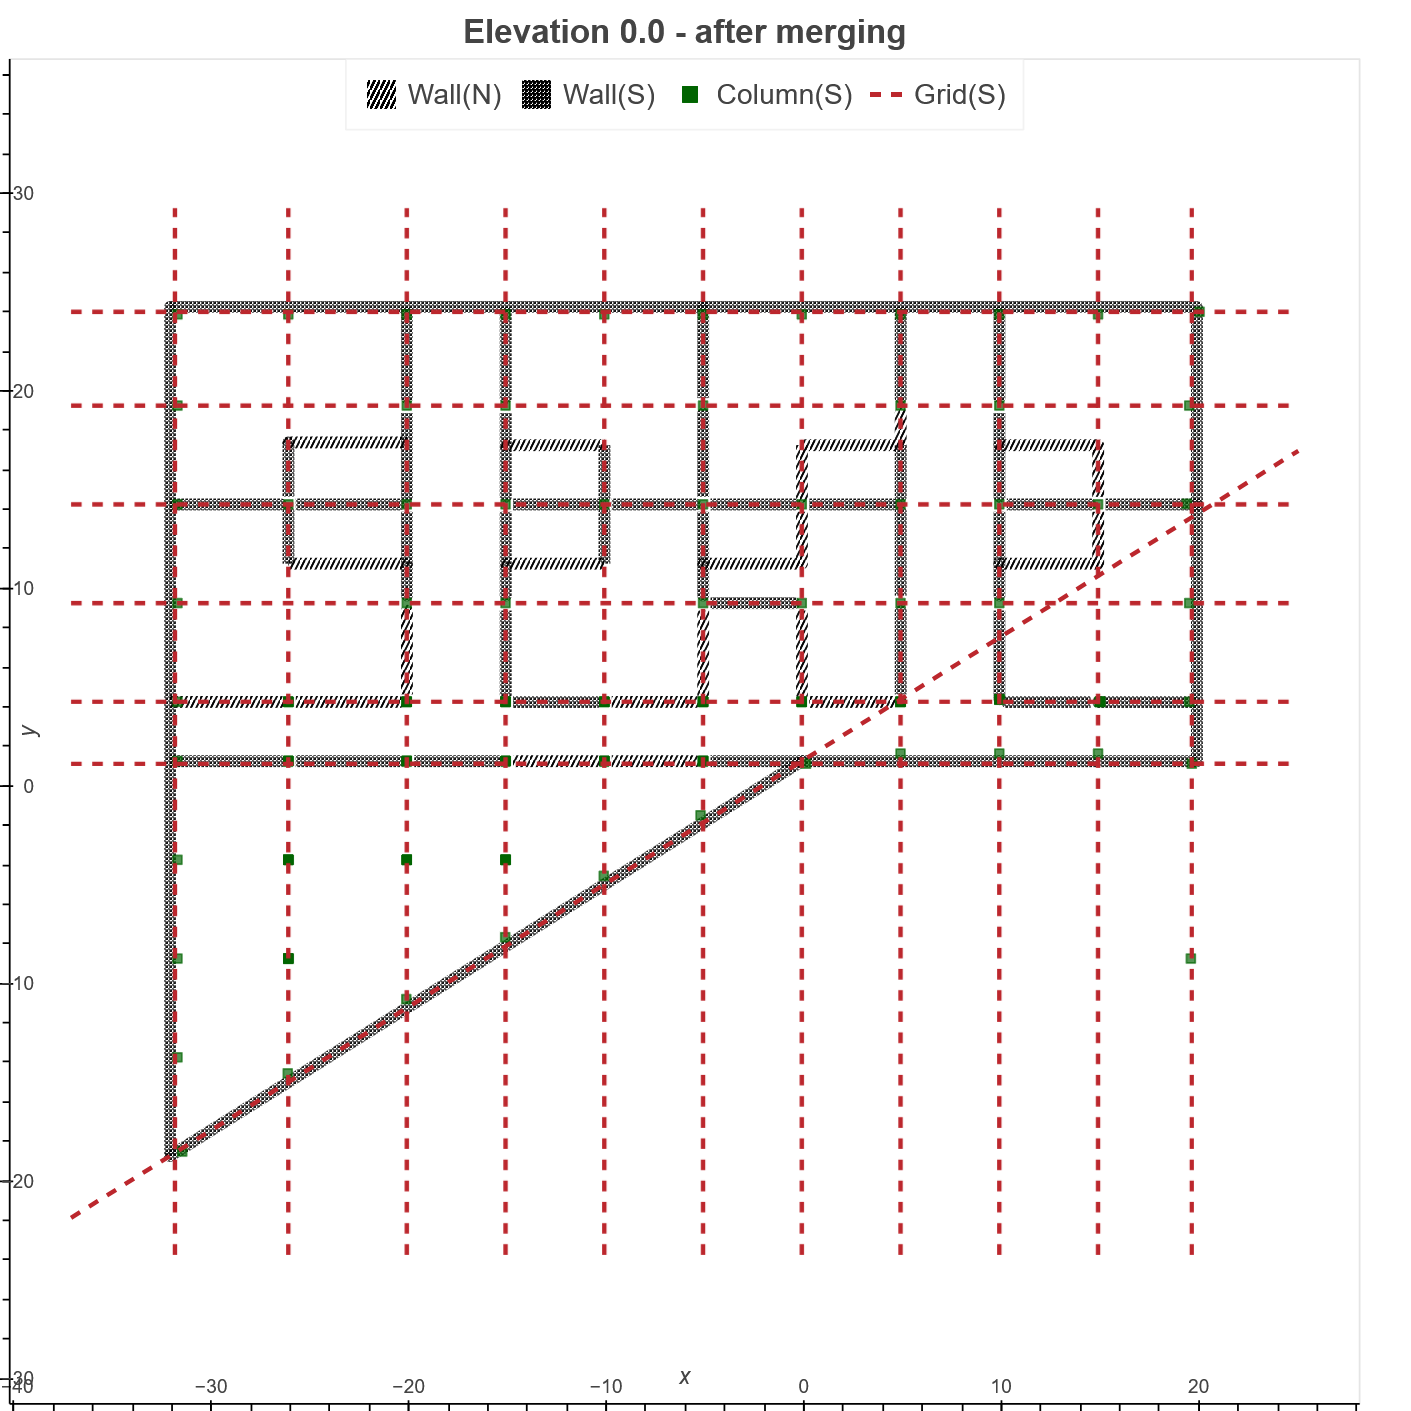 Elevation 0.0 - after merging
Wall(N) Wall(S) Column(S) Grid(S)
30
20
10
0
−10
−20
−30
y
−40 −30 −20 −10 0 10 20
x